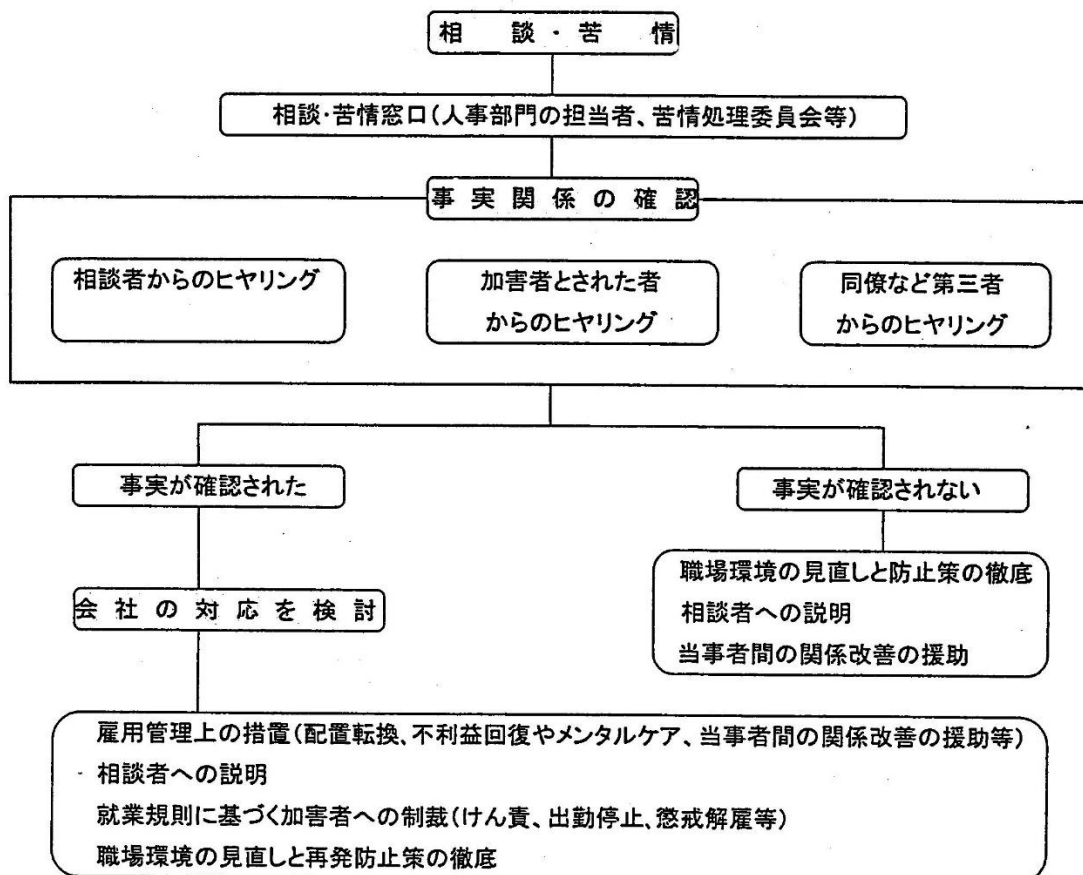 相談・苦情
相談・苦情窓口(人事部門の担当者、苦情処理委員会等)
事実関係の確認
相談者からのヒヤリング
加害者とされた者
からのヒヤリング
同僚など第三者
からのヒヤリング
事実が確認された
事実が確認されない
職場環境の見直しと防止策の徹底
相談者への説明
当事者間の関係改善の援助
会社の対応を検討
雇用管理上の措置(配置転換、不利益回復やメンタルケア、当事者間の関係改善の援助等)
相談者への説明
就業規則に基づく加害者への制裁(けん責、出勤停止、懲戒解雇等)
職場環境の見直しと再発防止策の徹底